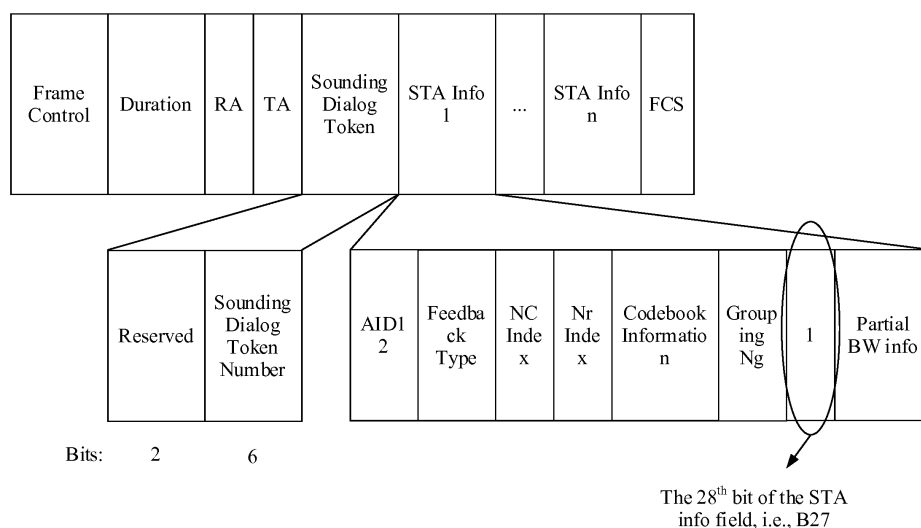 Frame
Control
Duration
RA
TA
Sounding
Dialog
Token
STA Info
1
...
STA Info
n
FCS
Reserved
Sounding
Dialog
Token
Number
AID1
2
Feedba
ck
Type
NC
Inde
x
Nr
Inde
x
Codebook
Informatio
n
Group
ing
Ng
1
Partial
BW info
Bits: 2 6
The 28th bit of the STA
info field, i.e., B27